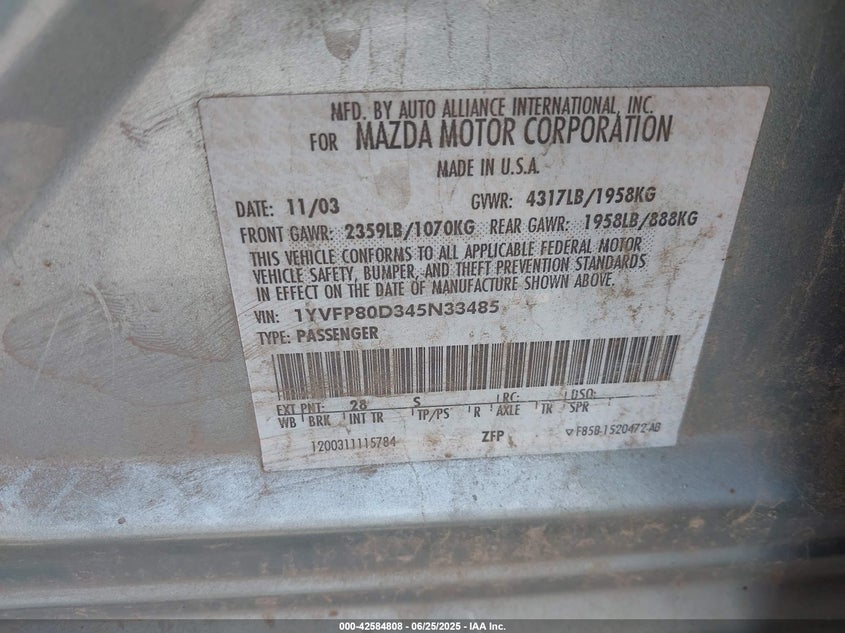 MFD. BY AUTO ALLIANCE INTERNATIONAL, INC.
FOR MAZDA MOTOR CORPORATION
MADE IN U.S.A.
DATE: 11/03 GVWR: 4317LB/1958KG
FRONT GAWR: 2359LB/1070KG REAR GAWR: 1958LB/888KG
THIS VEHICLE CONFORMS TO ALL APPLICABLE FEDERAL MOTOR
VEHICLE SAFETY, BUMPER, AND THEFT PREVENTION STANDARDS
IN EFFECT ON THE DATE OF MANUFACTURE SHOWN ABOVE.
VIN: 1YVFP80D345N33485
TYPE: PASSENGER
EXT PNT: 28 S RC: DSO:
WB BRK INT TR TP/PS R AXLE TR SPR
1200311115784 ZFP F85B-1520472-AB
000-42584808 - 06/25/2025 - IAA Inc.